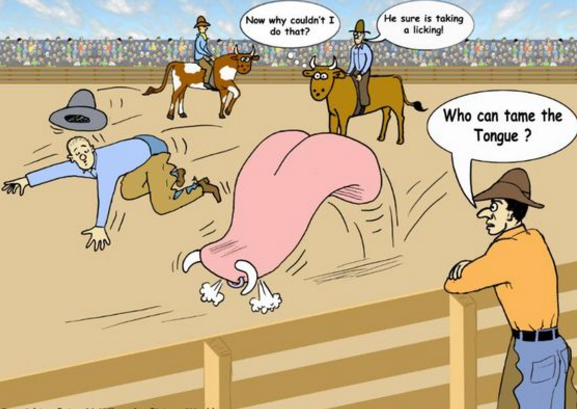 Now why couldn't I
do that?
He sure is taking
a licking!
Who can tame the
Tongue ?